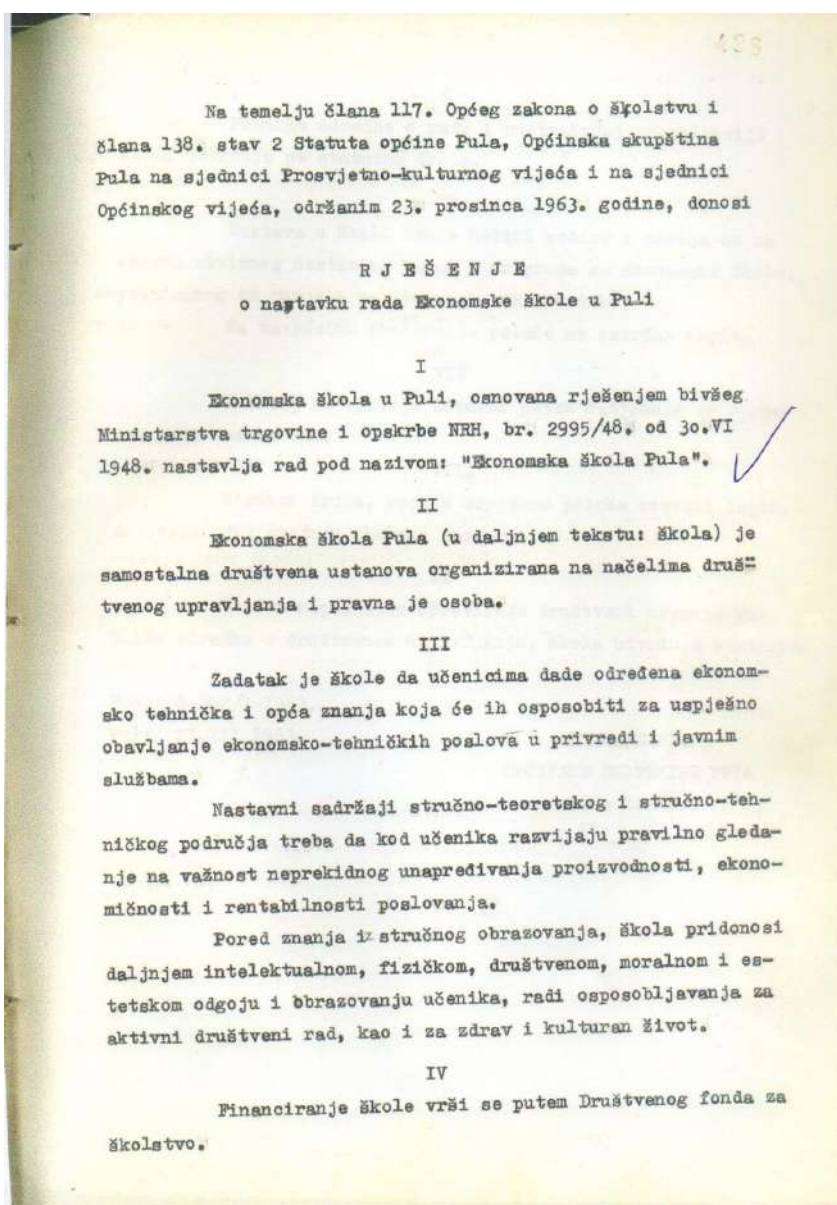 Na temelju člana 117. Općeg zakona o školstvu i
člana 138. stav 2 Statuta općine Pula, Općinska skupština
Pula na sjednici Prosvjetno-kulturnog vijeća i na sjednici
Općinskog vijeća, održanim 23. prosinca 1963. godine, donosi
R J E Š E N J E
o nastavku rada Ekonomske škole u Puli
I
Ekonomska škola u Puli, osnovana rješenjem bivšeg
Ministarstva trgovine i opskrbe NRH, br. 2995/48. od 30.VI
1948. nastavlja rad pod nazivom: "Ekonomska škola Pula".
II
Ekonomska škola Pula (u daljnjem tekstu: škola) je
samostalna društvena ustanova organizirana na načelima druš=
tvenog upravljanja i pravna je osoba.
III
Zadatak je škole da učenicima dade određena ekonom-
sko tehnička i opća znanja koja će ih osposobiti za uspješno
obavljanje ekonomsko-tehničkih poslova u privredi i javnim
službama.
Nastavni sadržaji stručno-teoretskog i stručno-teh-
ničkog područja treba da kod učenika razvijaju pravilno gleda-
nje na važnost neprekidnog unapređivanja proizvodnosti, ekono-
mičnosti i rentabilnosti poslovanja.
Pored znanja iz stručnog obrazovanja, škola pridonosi
daljnjem intelektualnom, fizičkom, društvenom, moralnom i es-
tetskom odgoju i obrazovanju učenika, radi osposobljavanja za
aktivni društveni rad, kao i za zdrav i kulturan život.
IV
Financiranje škole vrši se putem Društvenog fonda za
školstvo.